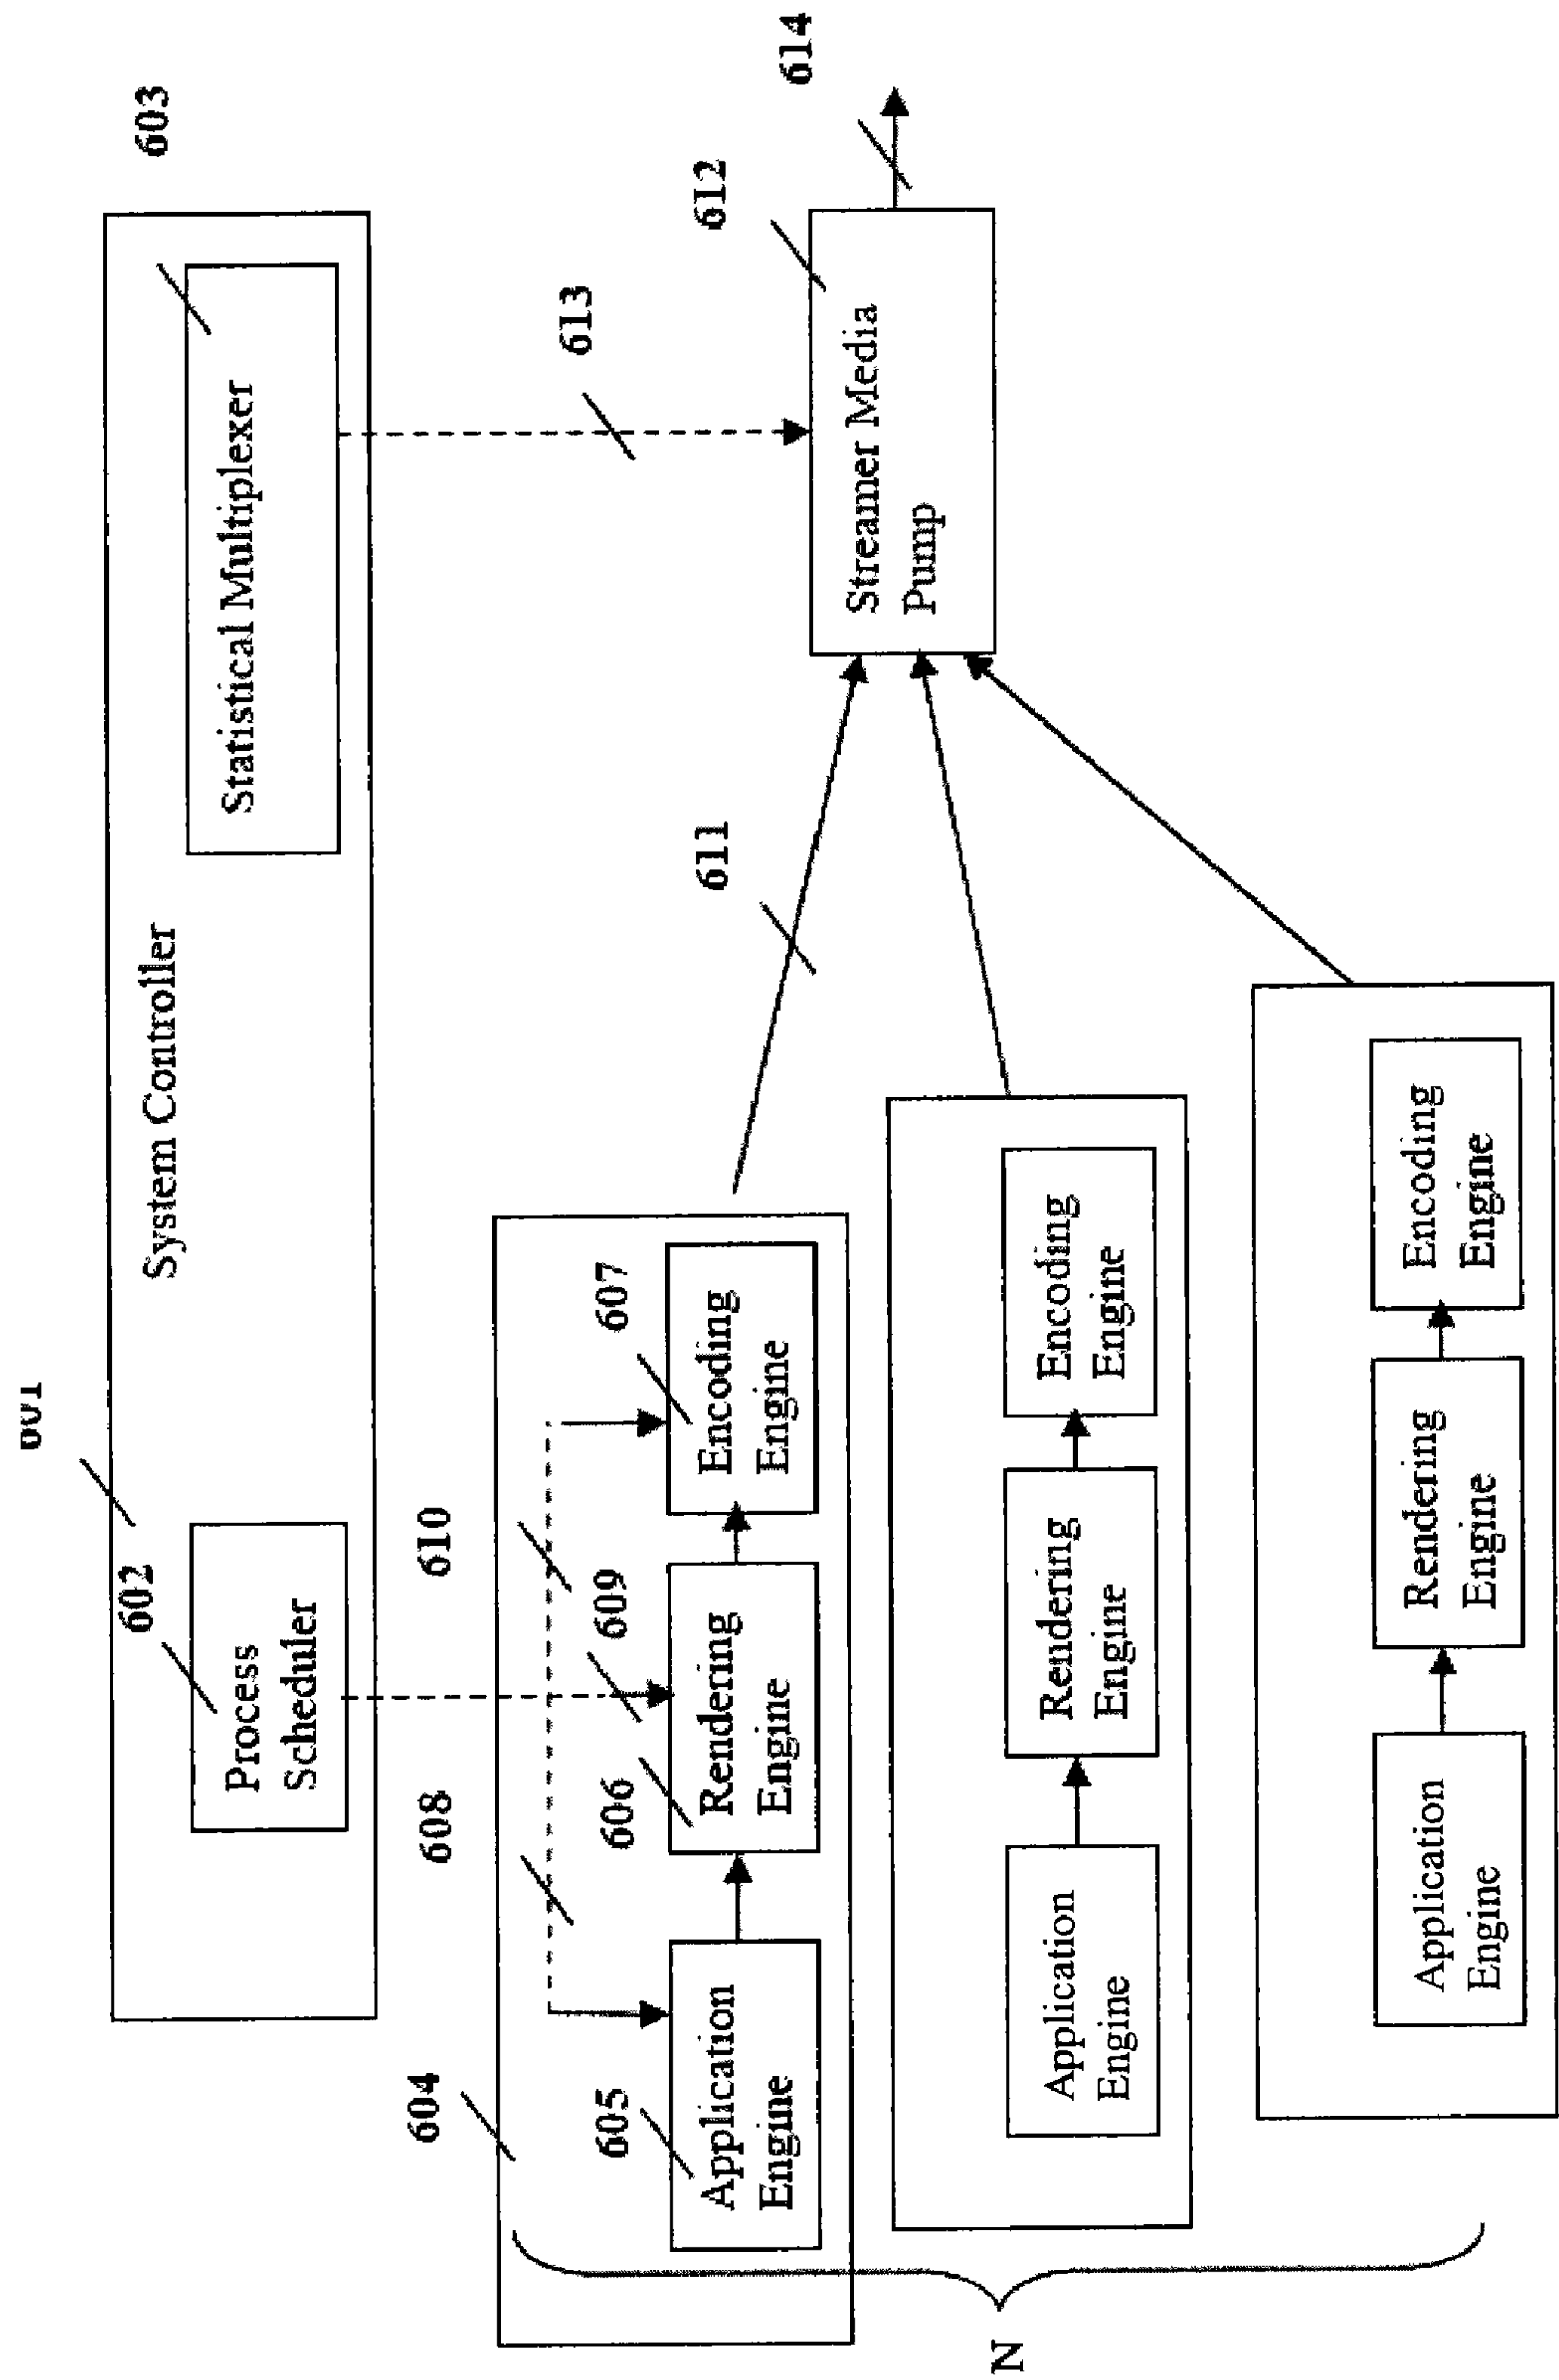 601
System Controller
603
602
Process
Scheduler
Statistical Multiplexer
604
608
610
613
605
606
609
607
611
612
614
Application
Engine
Rendering
Engine
Encoding
Engine
Streamer Media
Pump
Application
Engine
Rendering
Engine
Encoding
Engine
Application
Engine
Rendering
Engine
Encoding
Engine
N